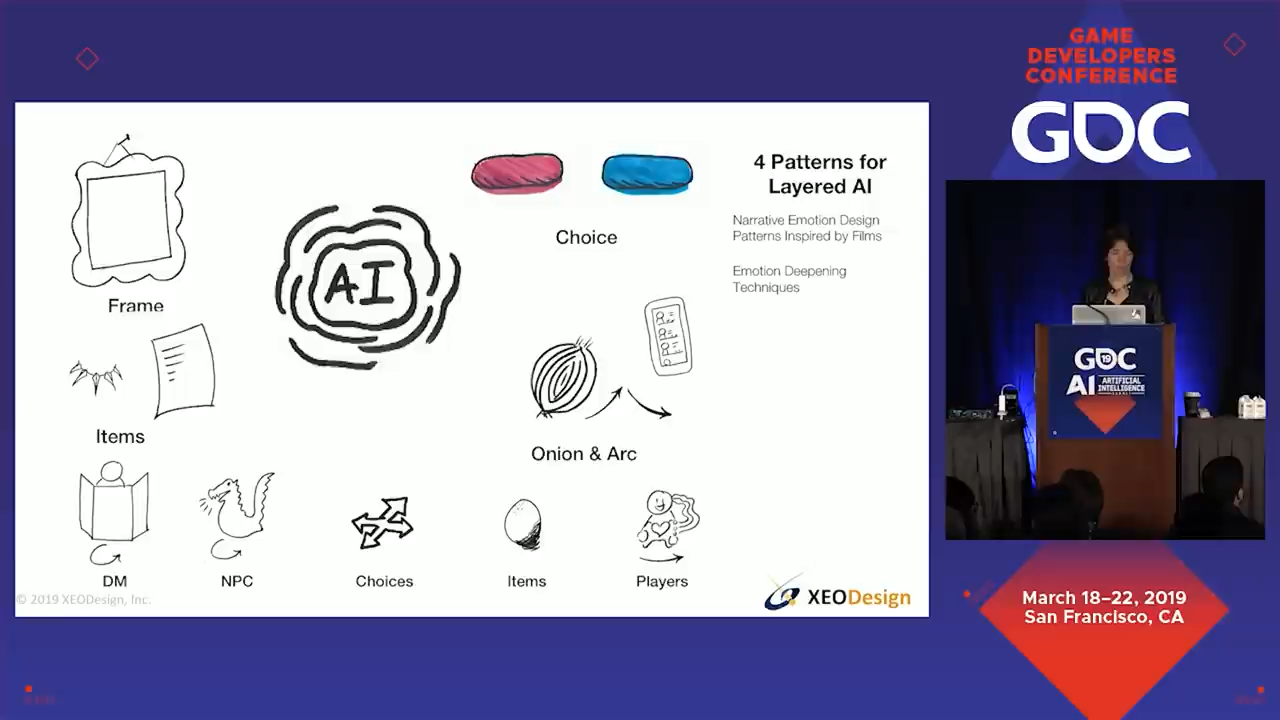 GAME
DEVELOPERS
CONFERENCE
GDC
4 Patterns for
Layered AI
Narrative Emotion Design
Patterns Inspired by Films
Emotion Deepening
Techniques
Choice
AI
Frame
Items
Onion & Arc
DM
NPC
Choices
Items
Players
© 2019 XEODesign, Inc.
XEODesign
GDC
19
AI ARTIFICIAL
INTELLIGENCE
March 18–22, 2019
San Francisco, CA